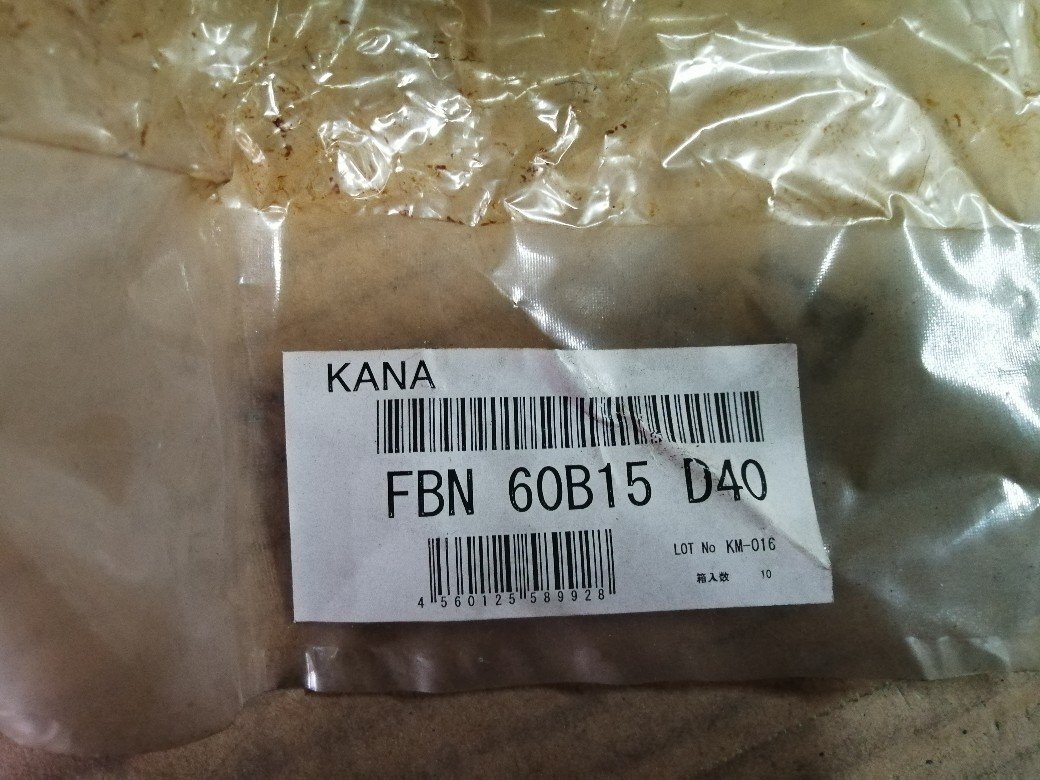 KANA
FBN 60B15 D40
LOT No KM-016
箱入数 10
4 560125 589928